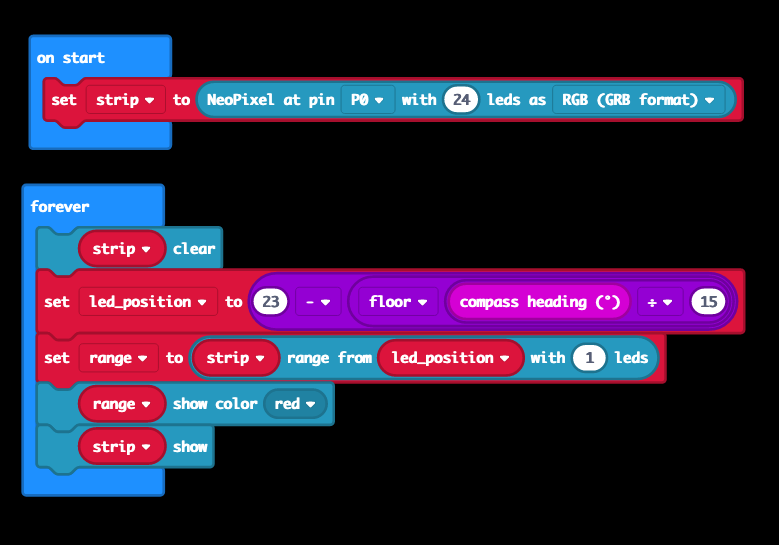 on start
set strip to NeoPixel at pin P0 with 24 leds as RGB (GRB format)
forever
strip clear
set led_position to 23 - floor compass heading (°) ÷ 15
set range to strip range from led_position with 1 leds
range show color red
strip show